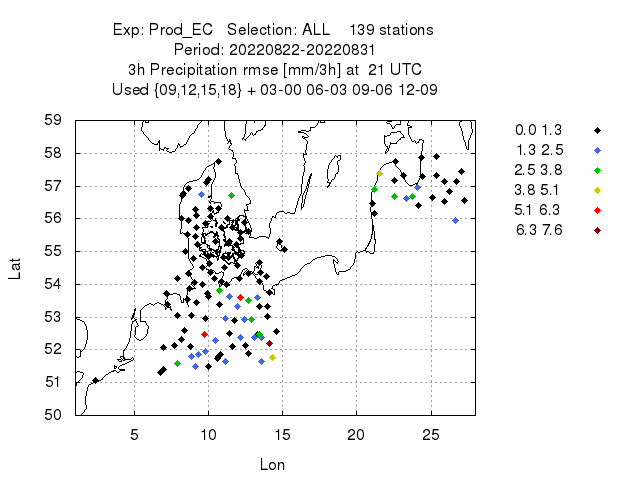 Exp: Prod_EC   Selection: ALL    139 stations
Period: 20220822-20220831
3h Precipitation rmse [mm/3h] at  21 UTC
Used {09,12,15,18} + 03-00 06-03 09-06 12-09
59
58
57
56
55
54
53
52
51
50
Lat
5 10 15 20 25
Lon
0.0 1.3
1.3 2.5
2.5 3.8
3.8 5.1
5.1 6.3
6.3 7.6